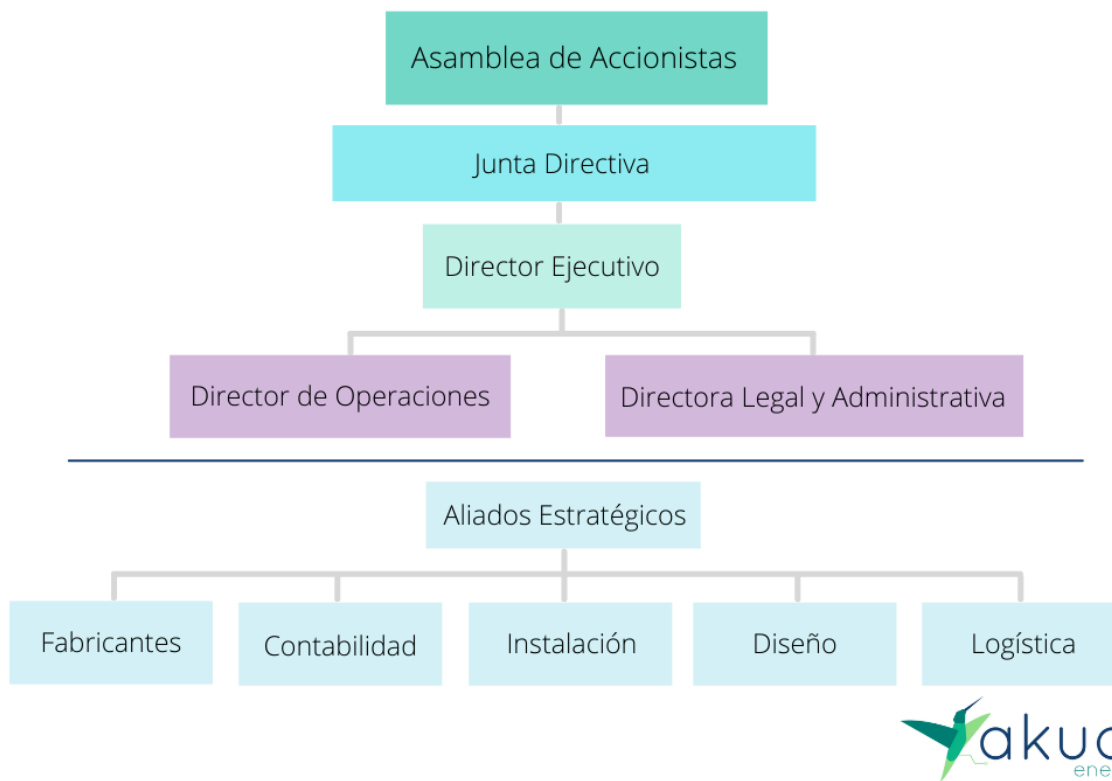 Asamblea de Accionistas
Junta Directiva
Director Ejecutivo
Director de Operaciones
Directora Legal y Administrativa
Aliados Estratégicos
Fabricantes
Contabilidad
Instalación
Diseño
Logística